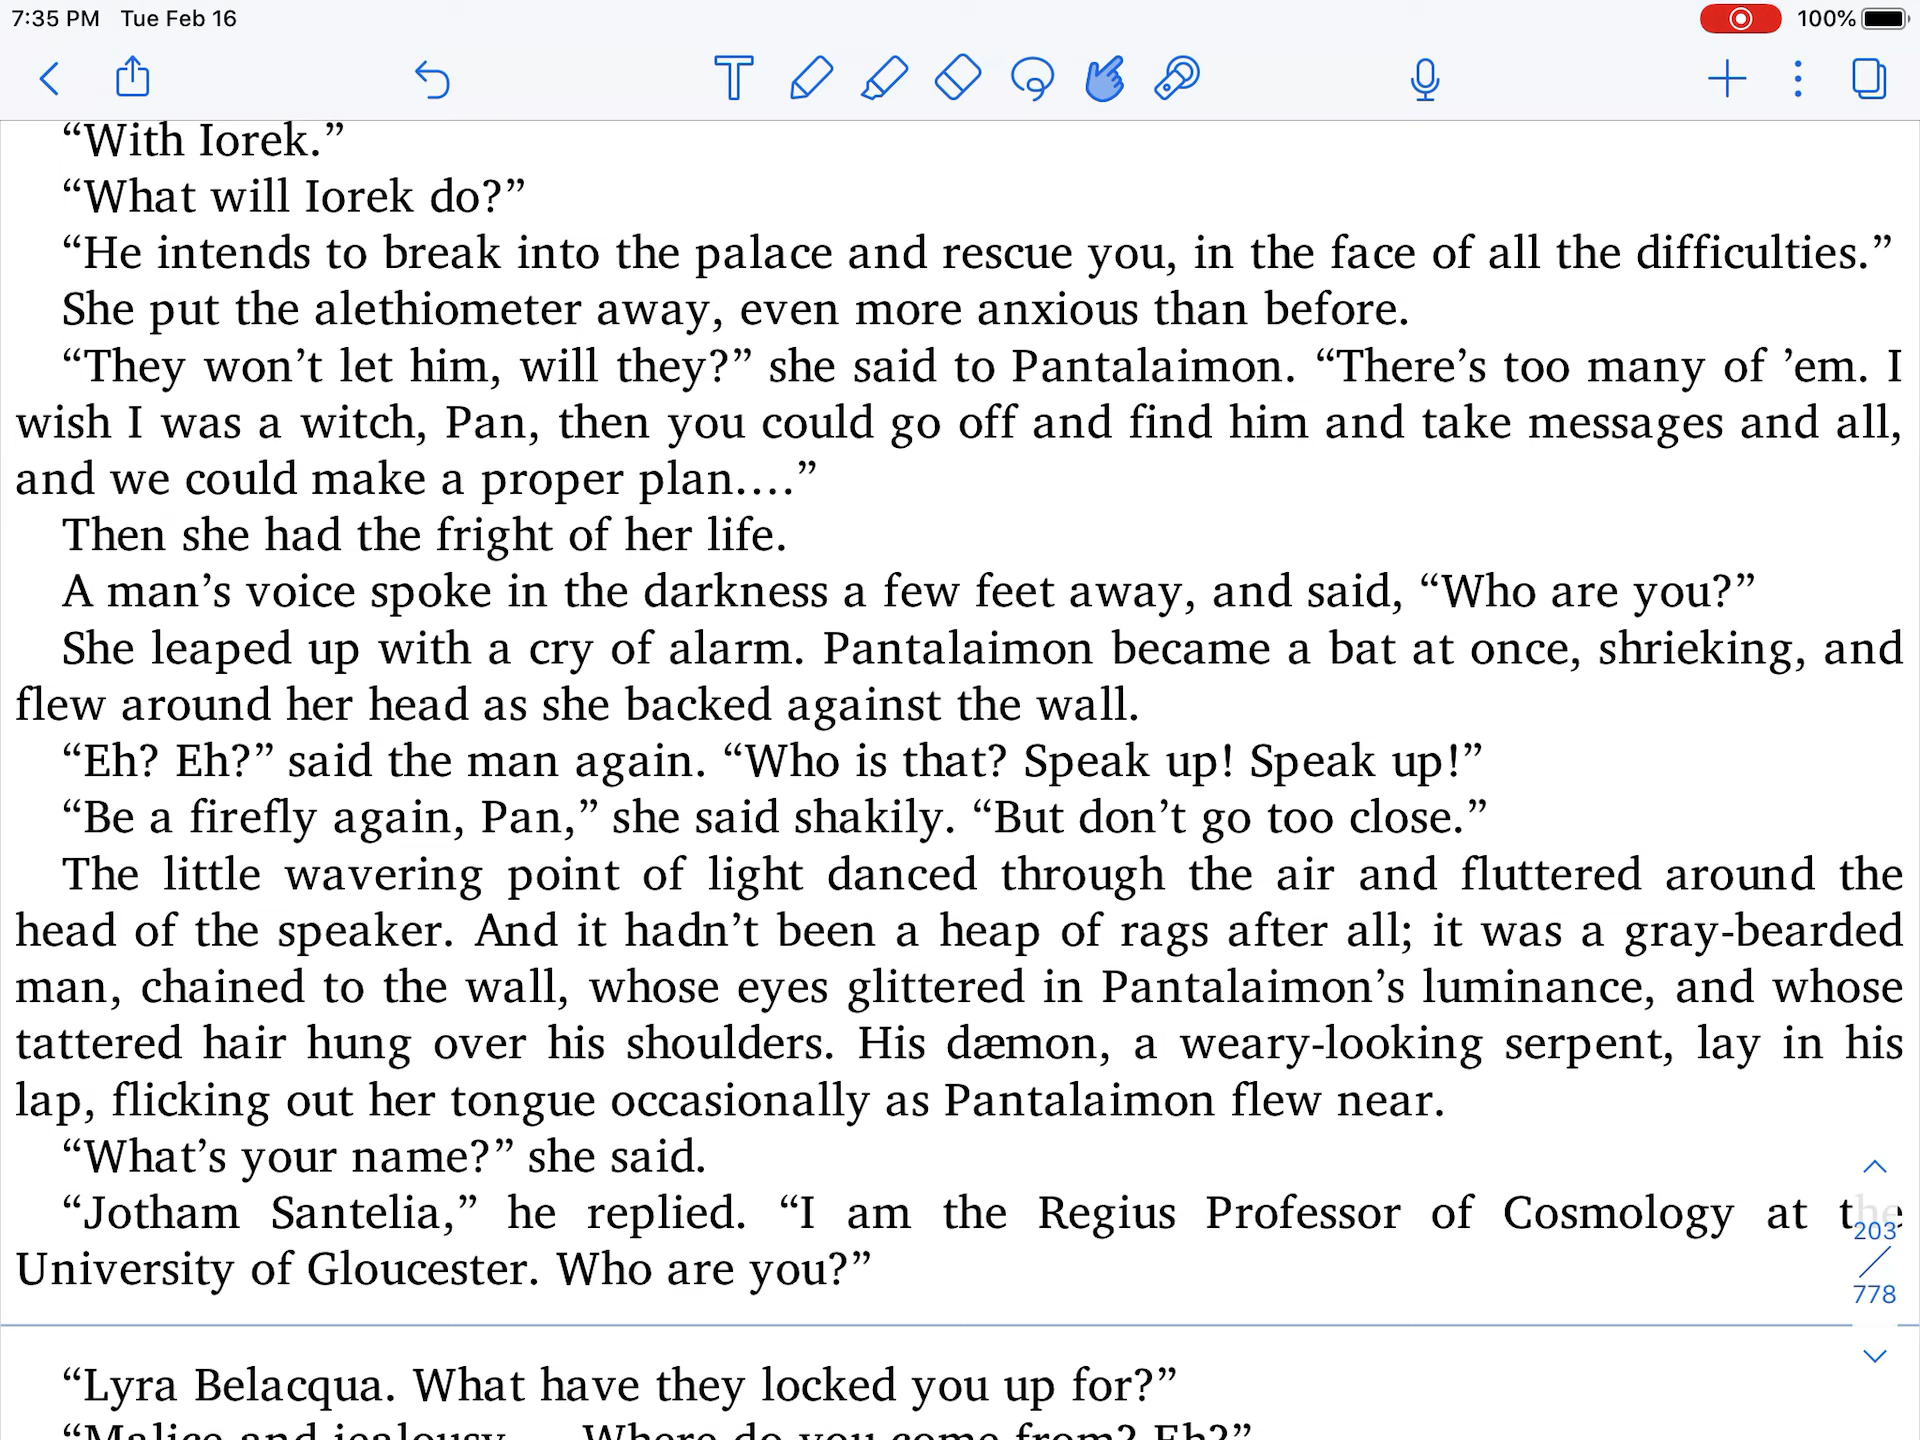 7:35 PM Tue Feb 16 100%
“With Iorek.”
“What will Iorek do?”
“He intends to break into the palace and rescue you, in the face of all the difficulties.”
She put the alethiometer away, even more anxious than before.
“They won’t let him, will they?” she said to Pantalaimon. “There’s too many of ’em. I
wish I was a witch, Pan, then you could go off and find him and take messages and all,
and we could make a proper plan....”
Then she had the fright of her life.
A man’s voice spoke in the darkness a few feet away, and said, “Who are you?”
She leaped up with a cry of alarm. Pantalaimon became a bat at once, shrieking, and
flew around her head as she backed against the wall.
“Eh? Eh?” said the man again. “Who is that? Speak up! Speak up!”
“Be a firefly again, Pan,” she said shakily. “But don’t go too close.”
The little wavering point of light danced through the air and fluttered around the
head of the speaker. And it hadn’t been a heap of rags after all; it was a gray-bearded
man, chained to the wall, whose eyes glittered in Pantalaimon’s luminance, and whose
tattered hair hung over his shoulders. His dæmon, a weary-looking serpent, lay in his
lap, flicking out her tongue occasionally as Pantalaimon flew near.
“What’s your name?” she said.
“Jotham Santelia,” he replied. “I am the Regius Professor of Cosmology at the
University of Gloucester. Who are you?”
203
/
778
“Lyra Belacqua. What have they locked you up for?”
“Malice and jealousy.... Where do you come from? Eh?”